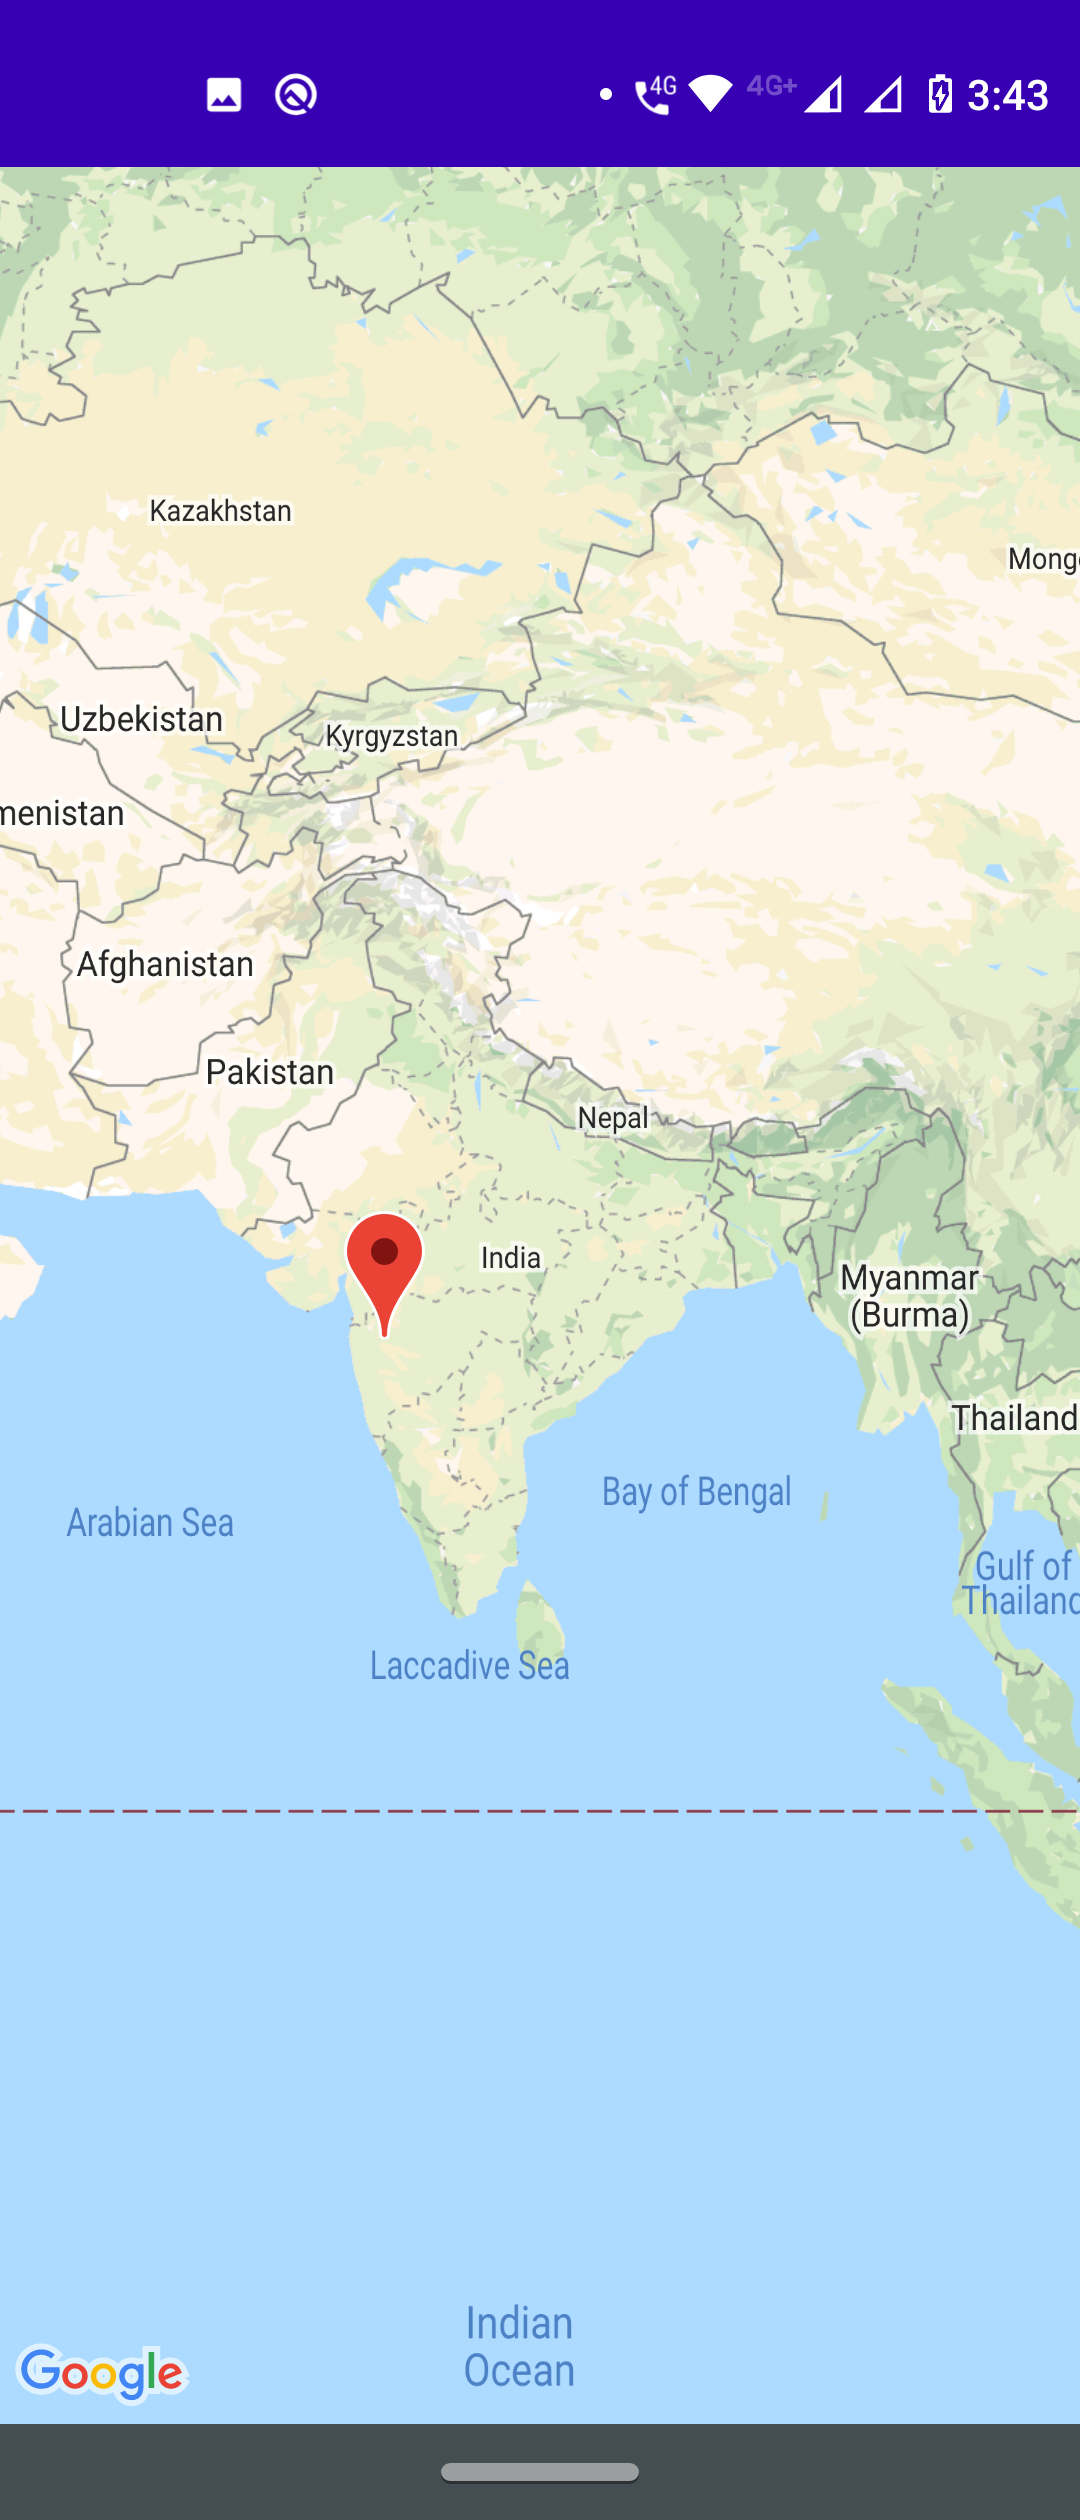 4G 4G+ 3:43
Kazakhstan
Mong
Uzbekistan
Kyrgyzstan
menistan
Afghanistan
Pakistan
Nepal
India
Myanmar
(Burma)
Thailand
Bay of Bengal
Arabian Sea
Gulf of
Thailand
Laccadive Sea
Indian
Ocean
Google